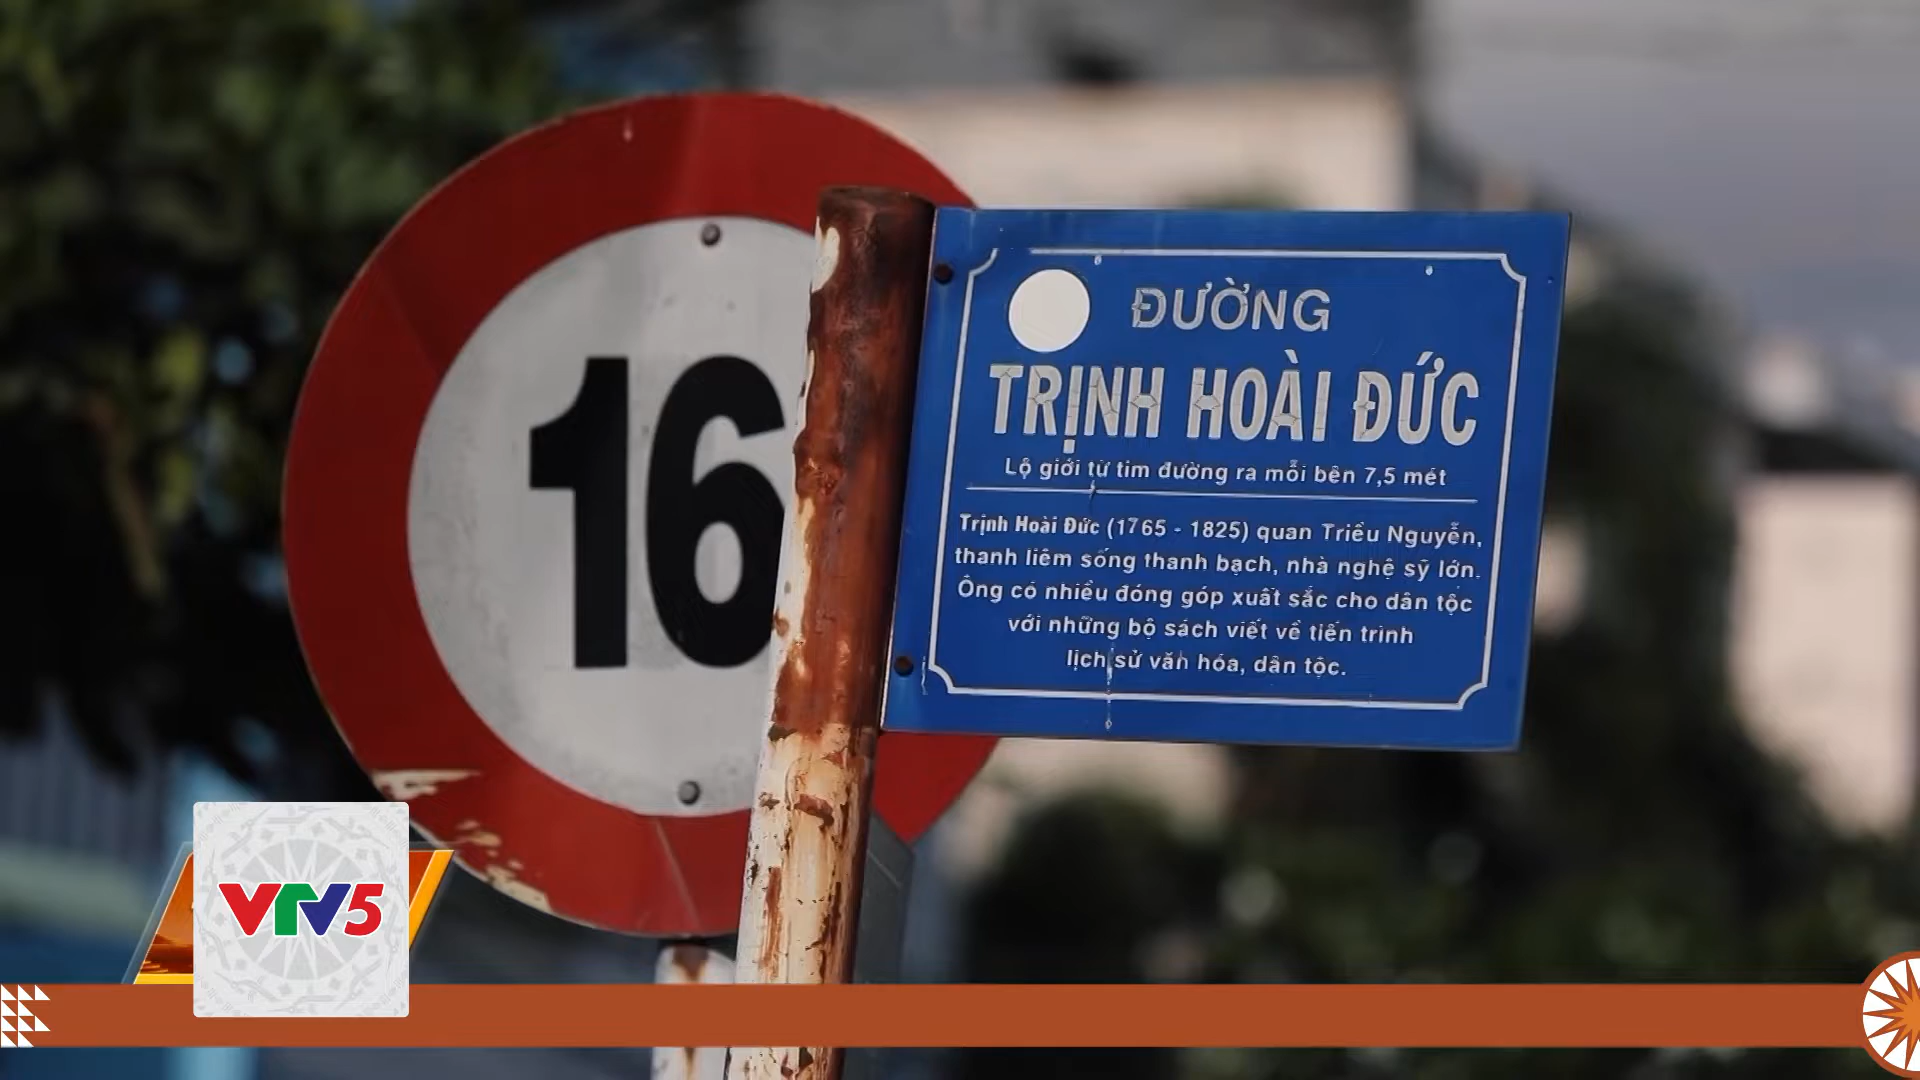 16
ĐƯỜNG
TRỊNH HOÀI ĐỨC
Lộ giới từ tim đường ra mỗi bên 7,5 mét
Trịnh Hoài Đức (1765 - 1825) quan Triều Nguyễn,
thanh liêm sống thanh bạch, nhà nghệ sỹ lớn.
Ông có nhiều đóng góp xuất sắc cho dân tộc
với những bộ sách viết về tiến trình
lịch sử văn hóa, dân tộc.
VTV5